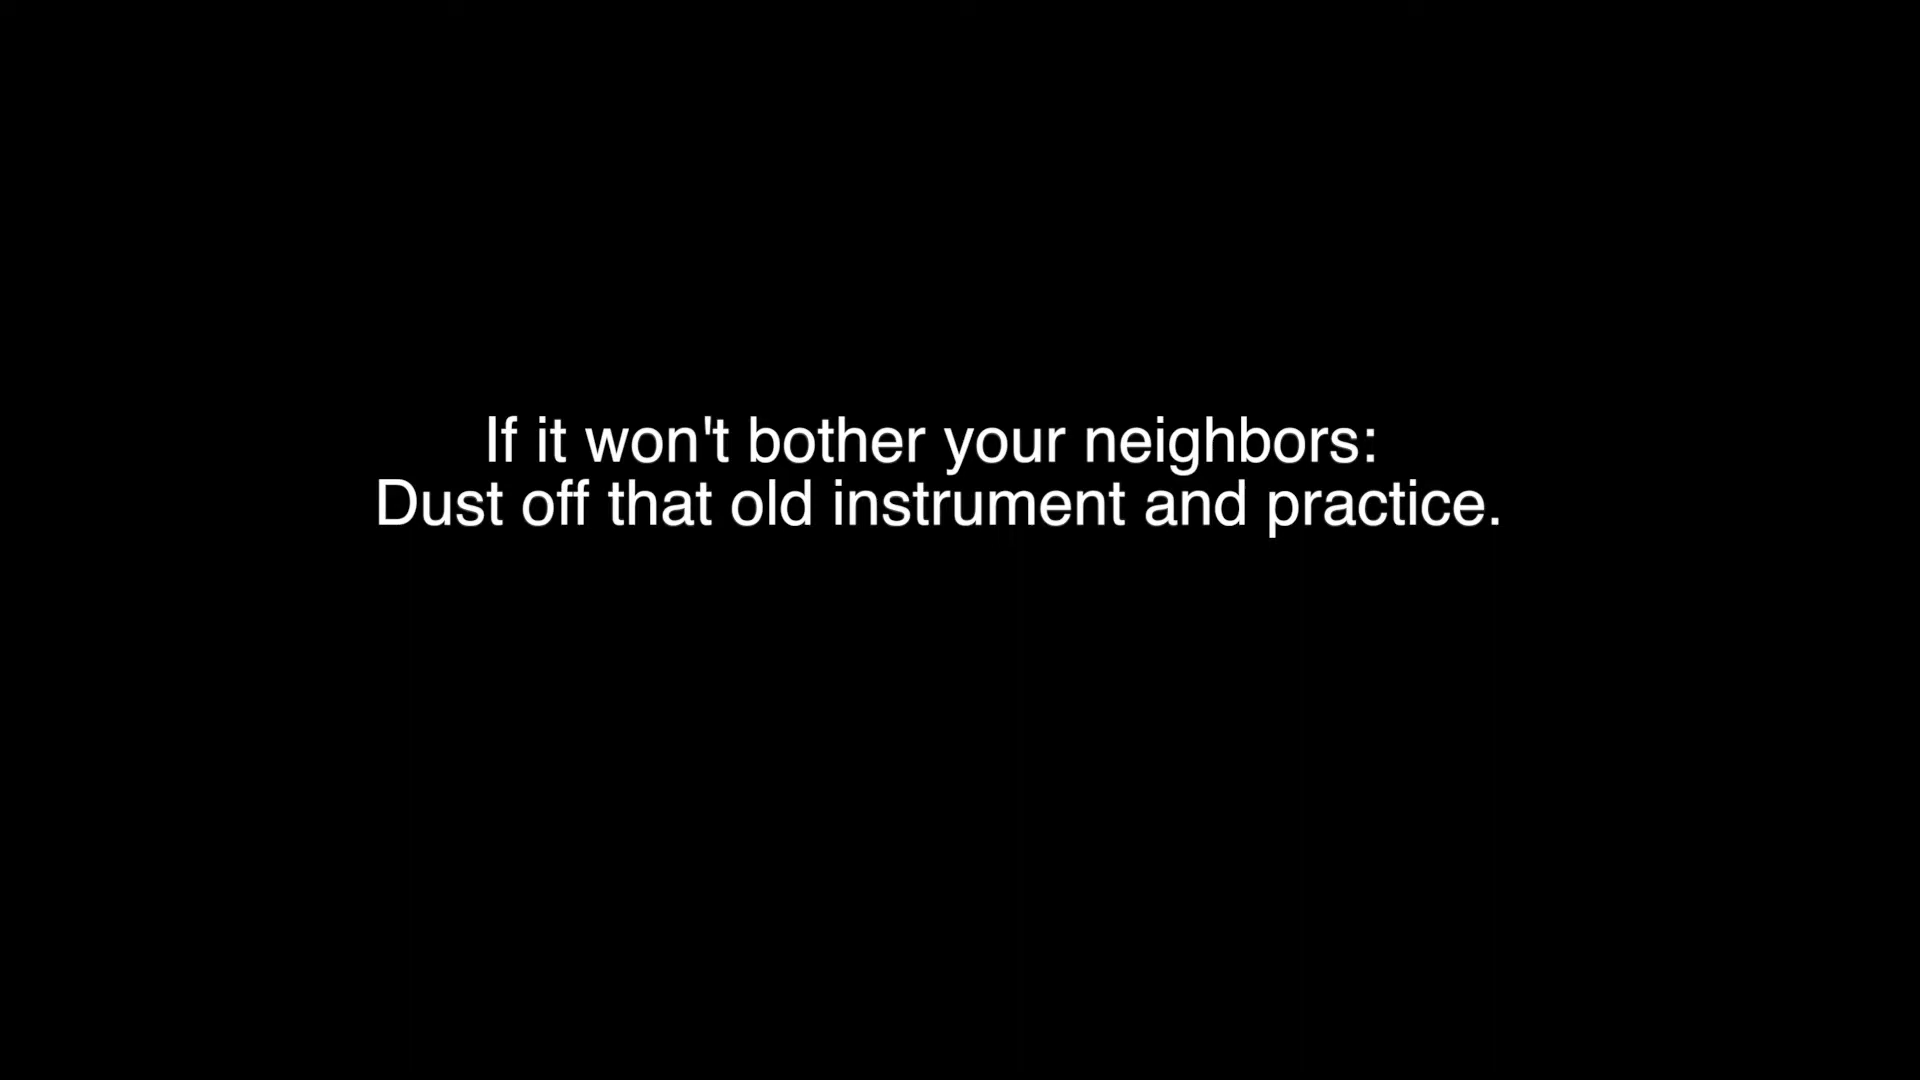 If it won't bother your neighbors:
Dust off that old instrument and practice.